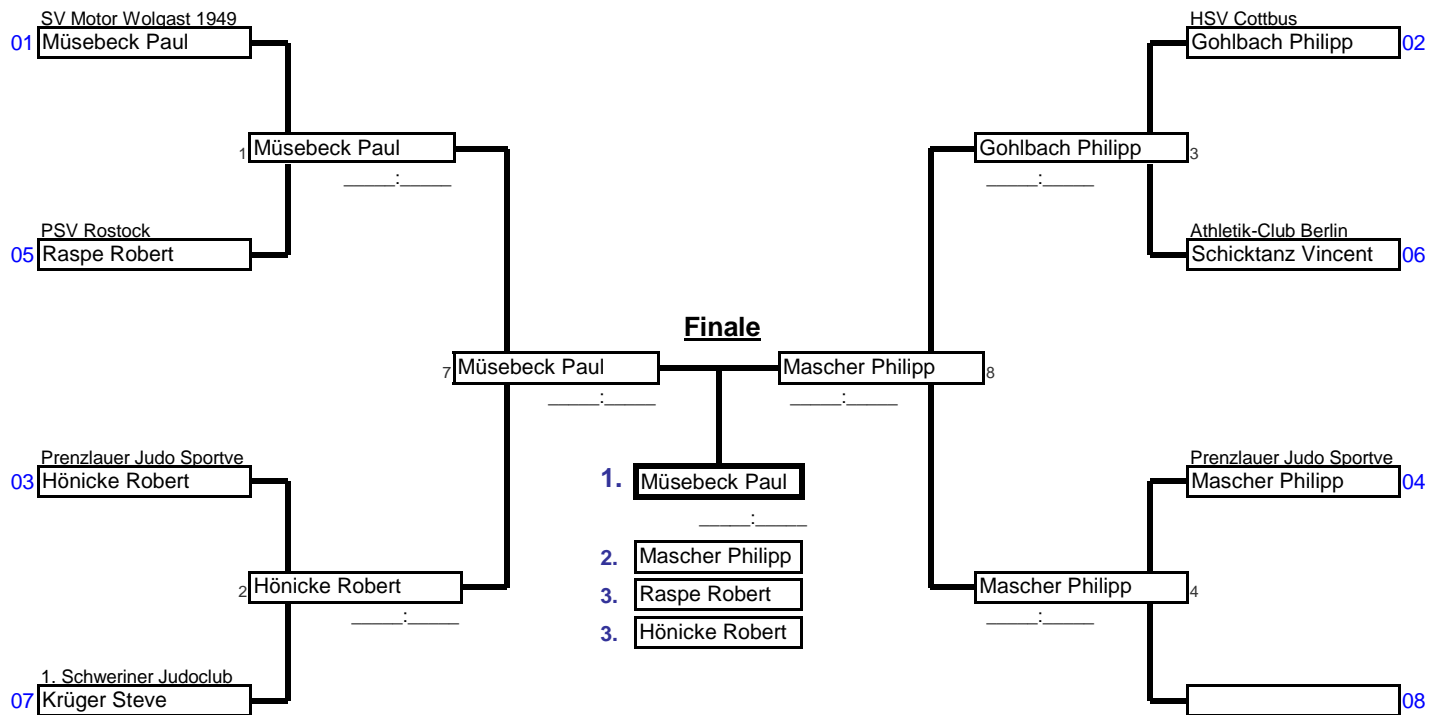 SV Motor Wolgast 1949
01 Müsebeck Paul
1 Müsebeck Paul
_____:_____
PSV Rostock
05 Raspe Robert
7 Müsebeck Paul
_____:_____
Prenzlauer Judo Sportve
03 Hönicke Robert
2 Hönicke Robert
_____:_____
1. Schweriner Judoclub
07 Krüger Steve
Finale
1. Müsebeck Paul
_____:_____
2. Mascher Philipp
3. Raspe Robert
3. Hönicke Robert
HSV Cottbus
Gohlbach Philipp 02
Gohlbach Philipp 3
_____:_____
Athletik-Club Berlin
Schicktanz Vincent 06
Mascher Philipp 8
_____:_____
Prenzlauer Judo Sportve
Mascher Philipp 04
Mascher Philipp 4
_____:_____
08